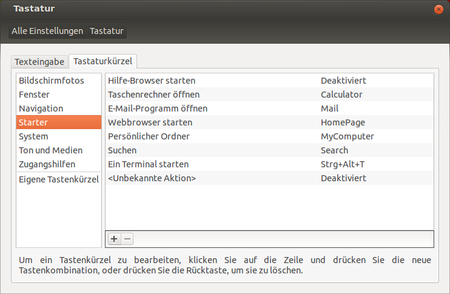 Tastatur
Alle Einstellungen Tastatur
Texteingabe Tastaturkürzel
Bildschirmfotos
Fenster
Navigation
Starter
System
Ton und Medien
Zugangshilfen
Eigene Tastenkürzel
Hilfe-Browser starten Deaktiviert
Taschenrechner öffnen Calculator
E-Mail-Programm öffnen Mail
Webbrowser starten HomePage
Persönlicher Ordner MyComputer
Suchen Search
Ein Terminal starten Strg+Alt+T
<Unbekannte Aktion> Deaktiviert
Um ein Tastenkürzel zu bearbeiten, klicken Sie auf die Zeile und drücken Sie die neue
Tastenkombination, oder drücken Sie die Rücktaste, um sie zu löschen.